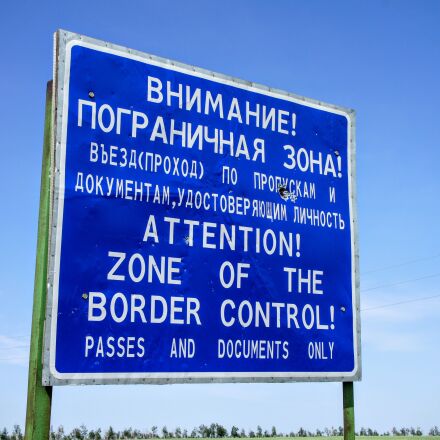 ВНИМАНИЕ!
ПОГРАНИЧНАЯ ЗОНА!
ВЪЕЗД(ПРОХОД) ПО ПРОПУСКАМ И
ДОКУМЕНТАМ,УДОСТОВЕРЯЮЩИМ ЛИЧНОСТЬ
ATTENTION!
ZONE OF THE
BORDER CONTROL!
PASSES AND DOCUMENTS ONLY